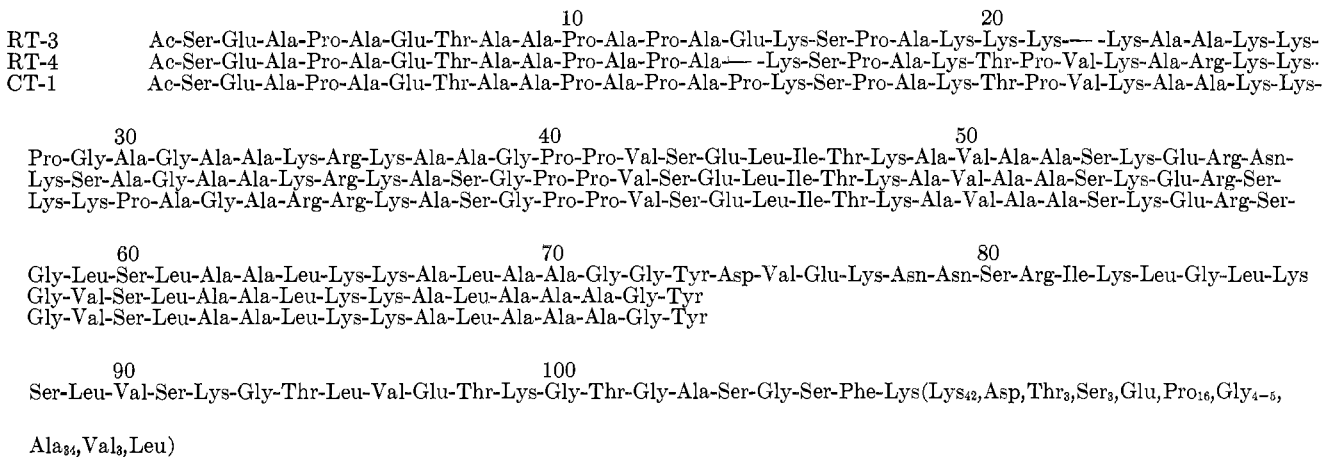 10 20
RT-3 Ac-Ser-Glu-Ala-Pro-Ala-Glu-Thr-Ala-Ala-Pro-Ala-Pro-Ala-Glu-Lys-Ser-Pro-Ala-Lys-Lys-Lys-— -Lys-Ala-Ala-Lys-Lys-
RT-4 Ac-Ser-Glu-Ala-Pro-Ala-Glu-Thr-Ala-Ala-Pro-Ala-Pro-Ala-— -Lys-Ser-Pro-Ala-Lys-Thr-Pro-Val-Lys-Ala-Arg-Lys-Lys-
CT-1 Ac-Ser-Glu-Ala-Pro-Ala-Glu-Thr-Ala-Ala-Pro-Ala-Pro-Ala-Pro-Lys-Ser-Pro-Ala-Lys-Thr-Pro-Val-Lys-Ala-Ala-Lys-Lys-
30 40 50
Pro-Gly-Ala-Gly-Ala-Ala-Lys-Arg-Lys-Ala-Ala-Gly-Pro-Pro-Val-Ser-Glu-Leu-Ile-Thr-Lys-Ala-Val-Ala-Ala-Ser-Lys-Glu-Arg-Asn-
Lys-Ser-Ala-Gly-Ala-Ala-Lys-Arg-Lys-Ala-Ser-Gly-Pro-Pro-Val-Ser-Glu-Leu-Ile-Thr-Lys-Ala-Val-Ala-Ala-Ser-Lys-Glu-Arg-Ser-
Lys-Lys-Pro-Ala-Gly-Ala-Arg-Arg-Lys-Ala-Ser-Gly-Pro-Pro-Val-Ser-Glu-Leu-Ile-Thr-Lys-Ala-Val-Ala-Ala-Ser-Lys-Glu-Arg-Ser-
60 70 80
Gly-Leu-Ser-Leu-Ala-Ala-Leu-Lys-Lys-Ala-Leu-Ala-Ala-Gly-Gly-Tyr-Asp-Val-Glu-Lys-Asn-Asn-Ser-Arg-Ile-Lys-Leu-Gly-Leu-Lys
Gly-Val-Ser-Leu-Ala-Ala-Leu-Lys-Lys-Ala-Leu-Ala-Ala-Ala-Gly-Tyr
Gly-Val-Ser-Leu-Ala-Ala-Leu-Lys-Lys-Ala-Leu-Ala-Ala-Ala-Gly-Tyr
90 100
Ser-Leu-Val-Ser-Lys-Gly-Thr-Leu-Val-Glu-Thr-Lys-Gly-Thr-Gly-Ala-Ser-Gly-Ser-Phe-Lys(Lys₄₂,Asp,Thr₃,Ser₃,Glu,Pro₁₆,Gly₄₋₅,
Ala₃₄,Val₃,Leu)